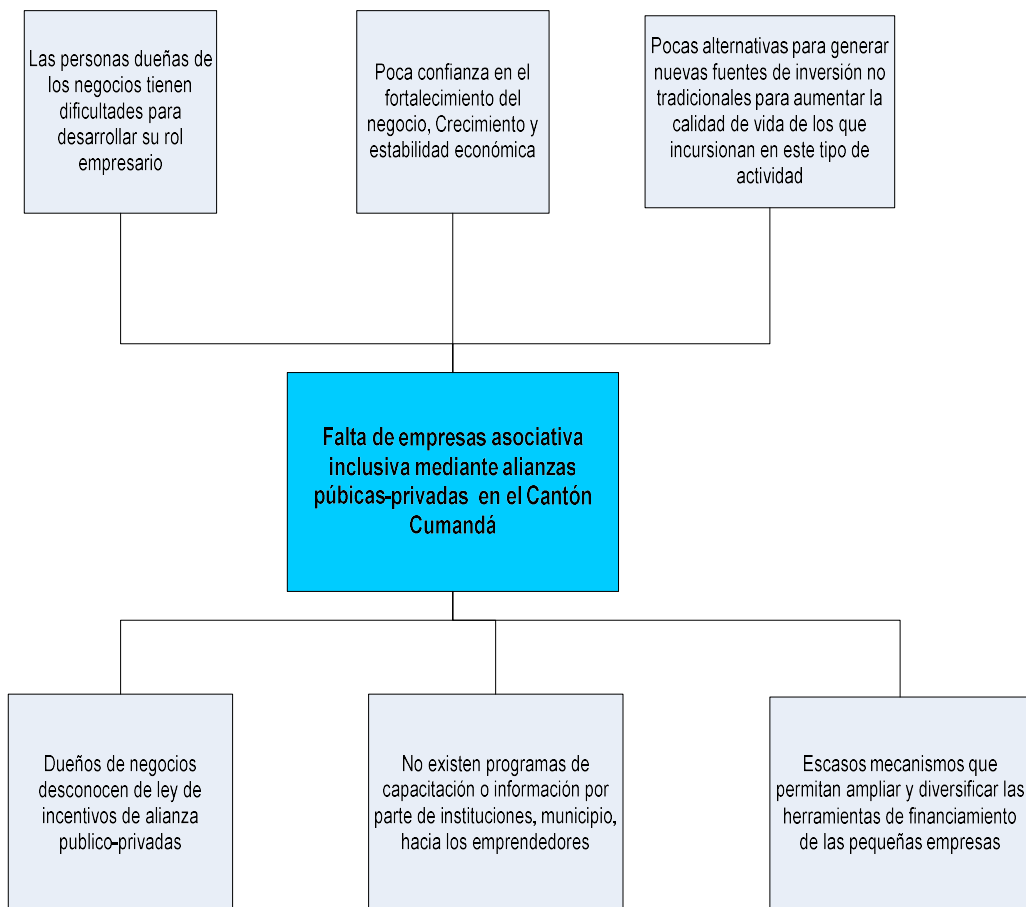 Las personas dueñas de
los negocios tienen
dificultades para
desarrollar su rol
empresario
Poca confianza en el
fortalecimiento del
negocio, Crecimiento y
estabilidad económica
Pocas alternativas para generar
nuevas fuentes de inversión no
tradicionales para aumentar la
calidad de vida de los que
incursionan en este tipo de
actividad
Falta de empresas asociativa
inclusiva mediante alianzas
púbicas-privadas en el Cantón
Cumandá
Dueños de negocios
desconocen de ley de
incentivos de alianza
publico-privadas
No existen programas de
capacitación o información por
parte de instituciones, municipio,
hacia los emprendedores
Escasos mecanismos que
permitan ampliar y diversificar las
herramientas de financiamiento
de las pequeñas empresas